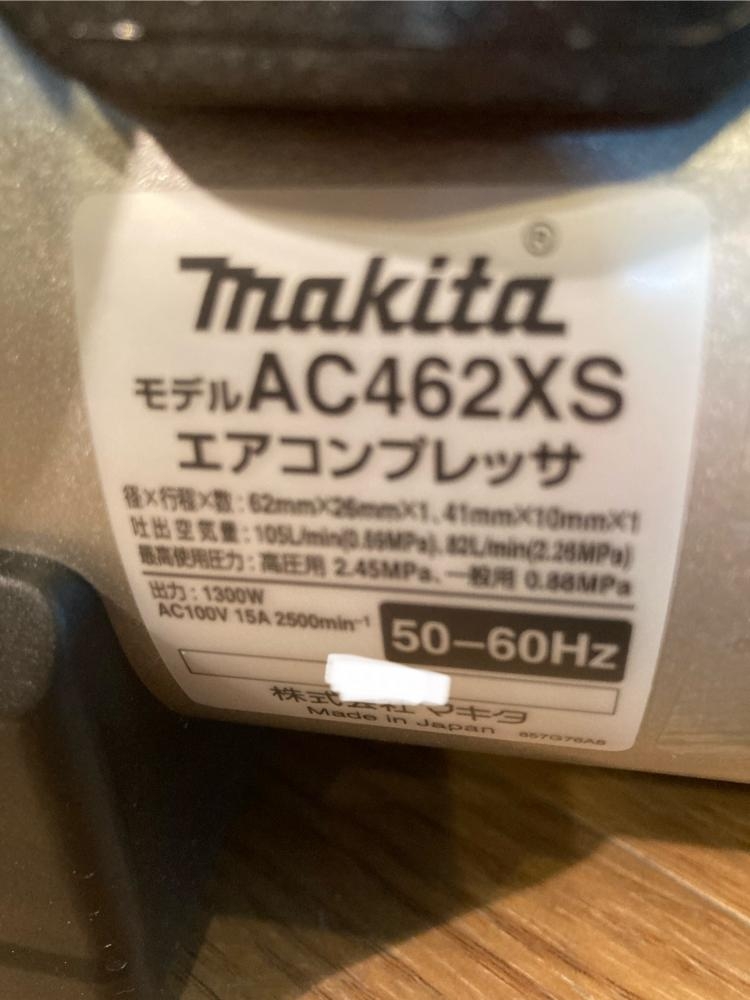 ®
makita
モデルAC462XS
エアコンプレッサ
径×行程×数：62mm×26mm×1、41mm×10mm×1
吐出空気量：105L/min(0.69MPa)、82L/min(2.26MPa)
最高使用圧力：高圧用 2.45MPa、一般用 0.88MPa
出力：1300W
AC100V 15A 2500min⁻¹
50–60Hz
株式会社マキタ
Made in Japan